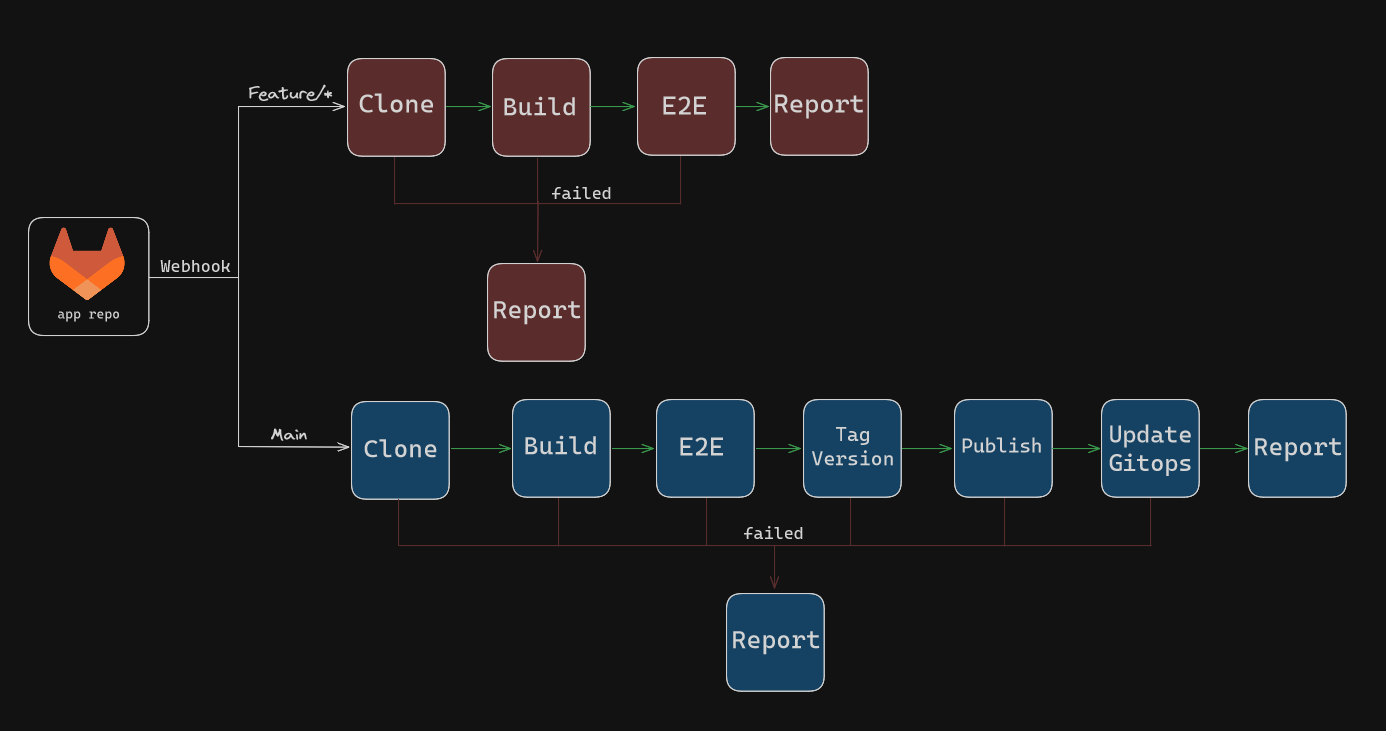 Feature/*
Clone
Build
E2E
Report
failed
Webhook
app repo
Report
Main
Clone
Build
E2E
Tag
Version
Publish
Update
Gitops
Report
failed
Report